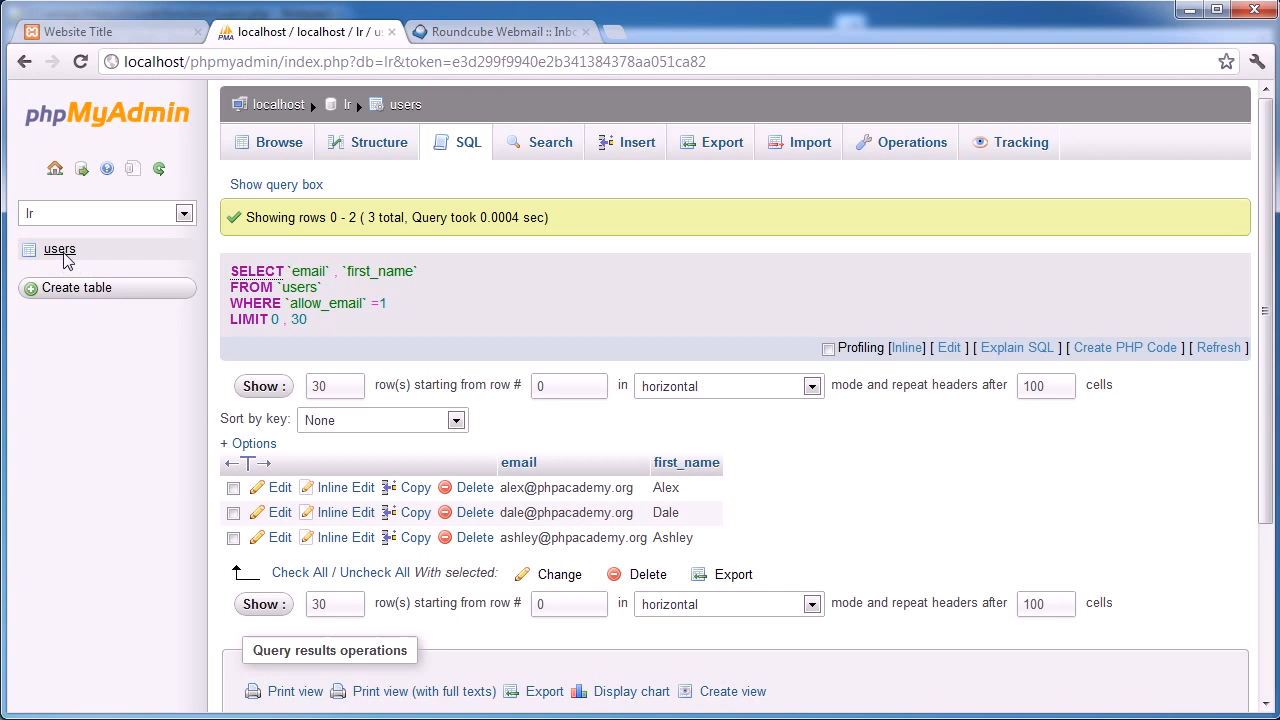 Website Title
localhost / localhost / lr / u
Roundcube Webmail :: Inbo
localhost/phpmyadmin/index.php?db=lr&token=e3d299f9940e2b341384378aa051ca82
phpMyAdmin
lr
users
Create table
localhost lr users
Browse Structure SQL Search Insert Export Import Operations Tracking
Show query box
Showing rows 0 - 2 ( 3 total, Query took 0.0004 sec)
SELECT `email` , `first_name`
FROM `users`
WHERE `allow_email` =1
LIMIT 0 , 30
Profiling [Inline] [ Edit ] [ Explain SQL ] [ Create PHP Code ] [ Refresh ]
Show : 30 row(s) starting from row # 0 in horizontal mode and repeat headers after 100 cells
Sort by key: None
+ Options
email first_name
Edit Inline Edit Copy Delete alex@phpacademy.org Alex
Edit Inline Edit Copy Delete dale@phpacademy.org Dale
Edit Inline Edit Copy Delete ashley@phpacademy.org Ashley
Check All / Uncheck All With selected: Change Delete Export
Show : 30 row(s) starting from row # 0 in horizontal mode and repeat headers after 100 cells
Query results operations
Print view Print view (with full texts) Export Display chart Create view